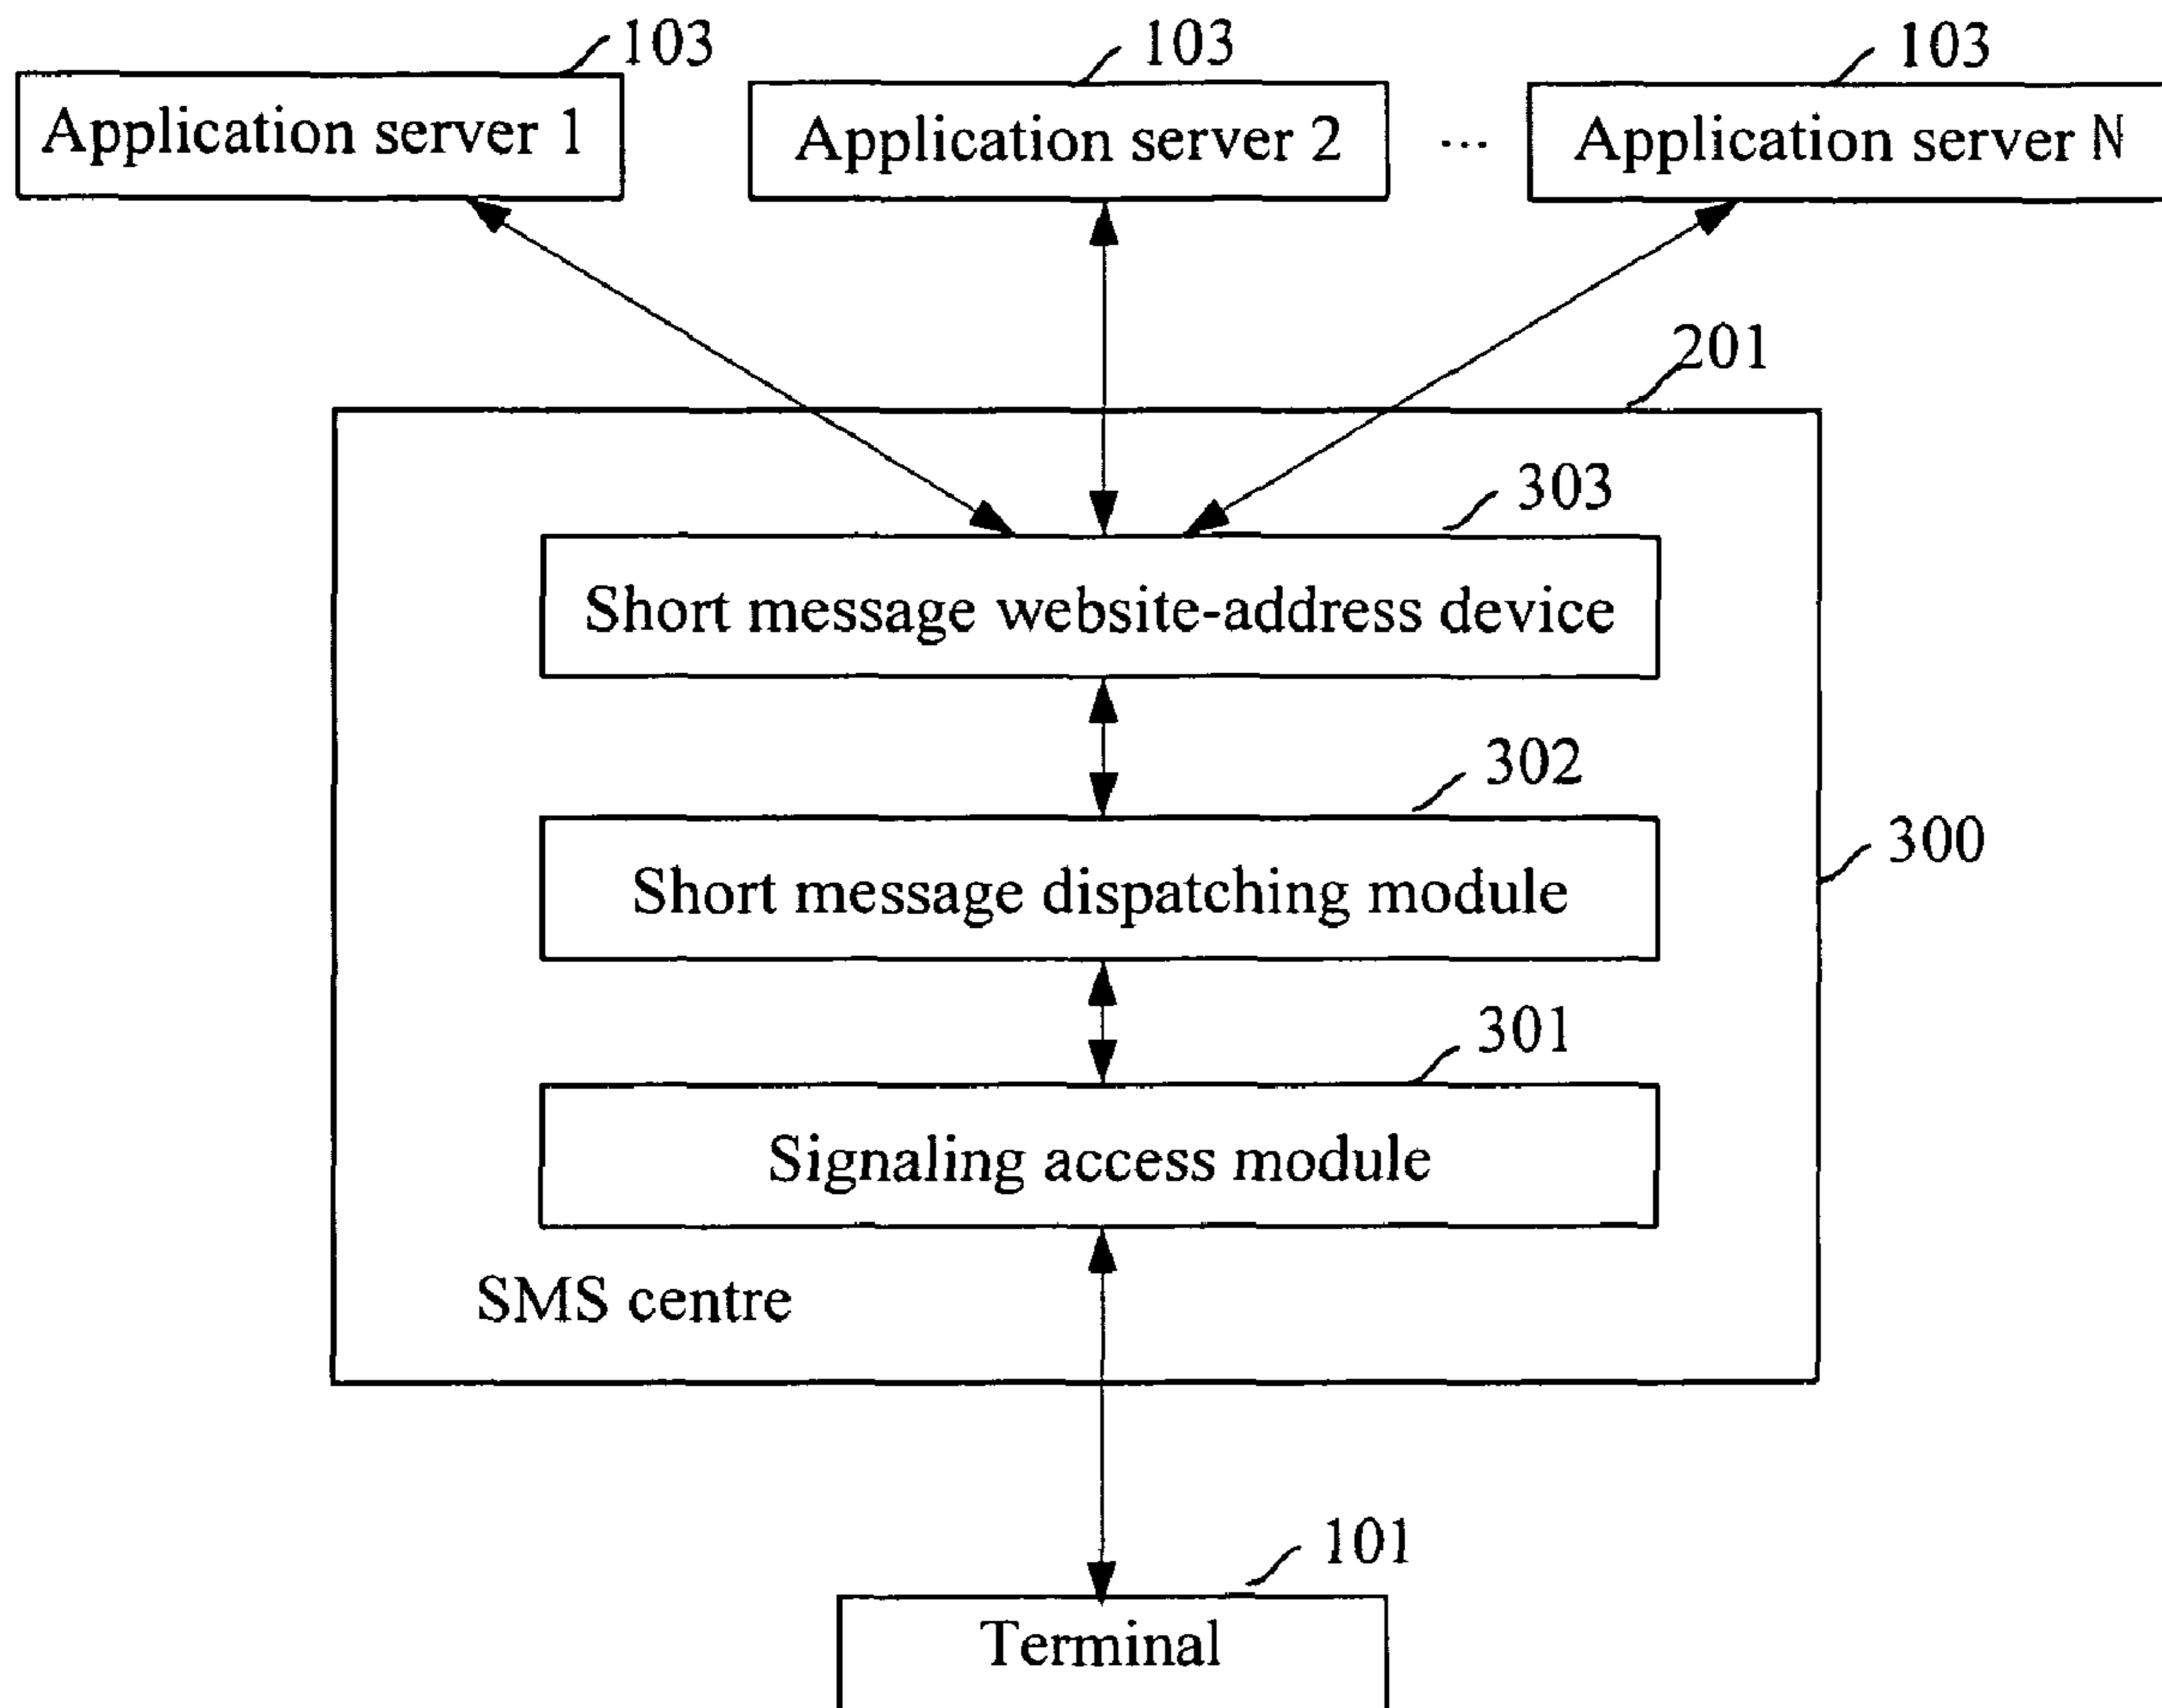 103
103
103
Application server 1
Application server 2
...
Application server N
201
303
Short message website-address device
302
Short message dispatching module
300
301
Signaling access module
SMS centre
101
Terminal